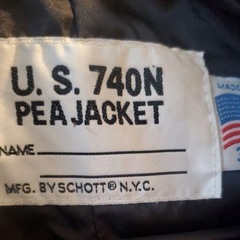 U. S. 740N
PEA JACKET
NAME
MFG. BY SCHOTT® N.Y.C.
MADE